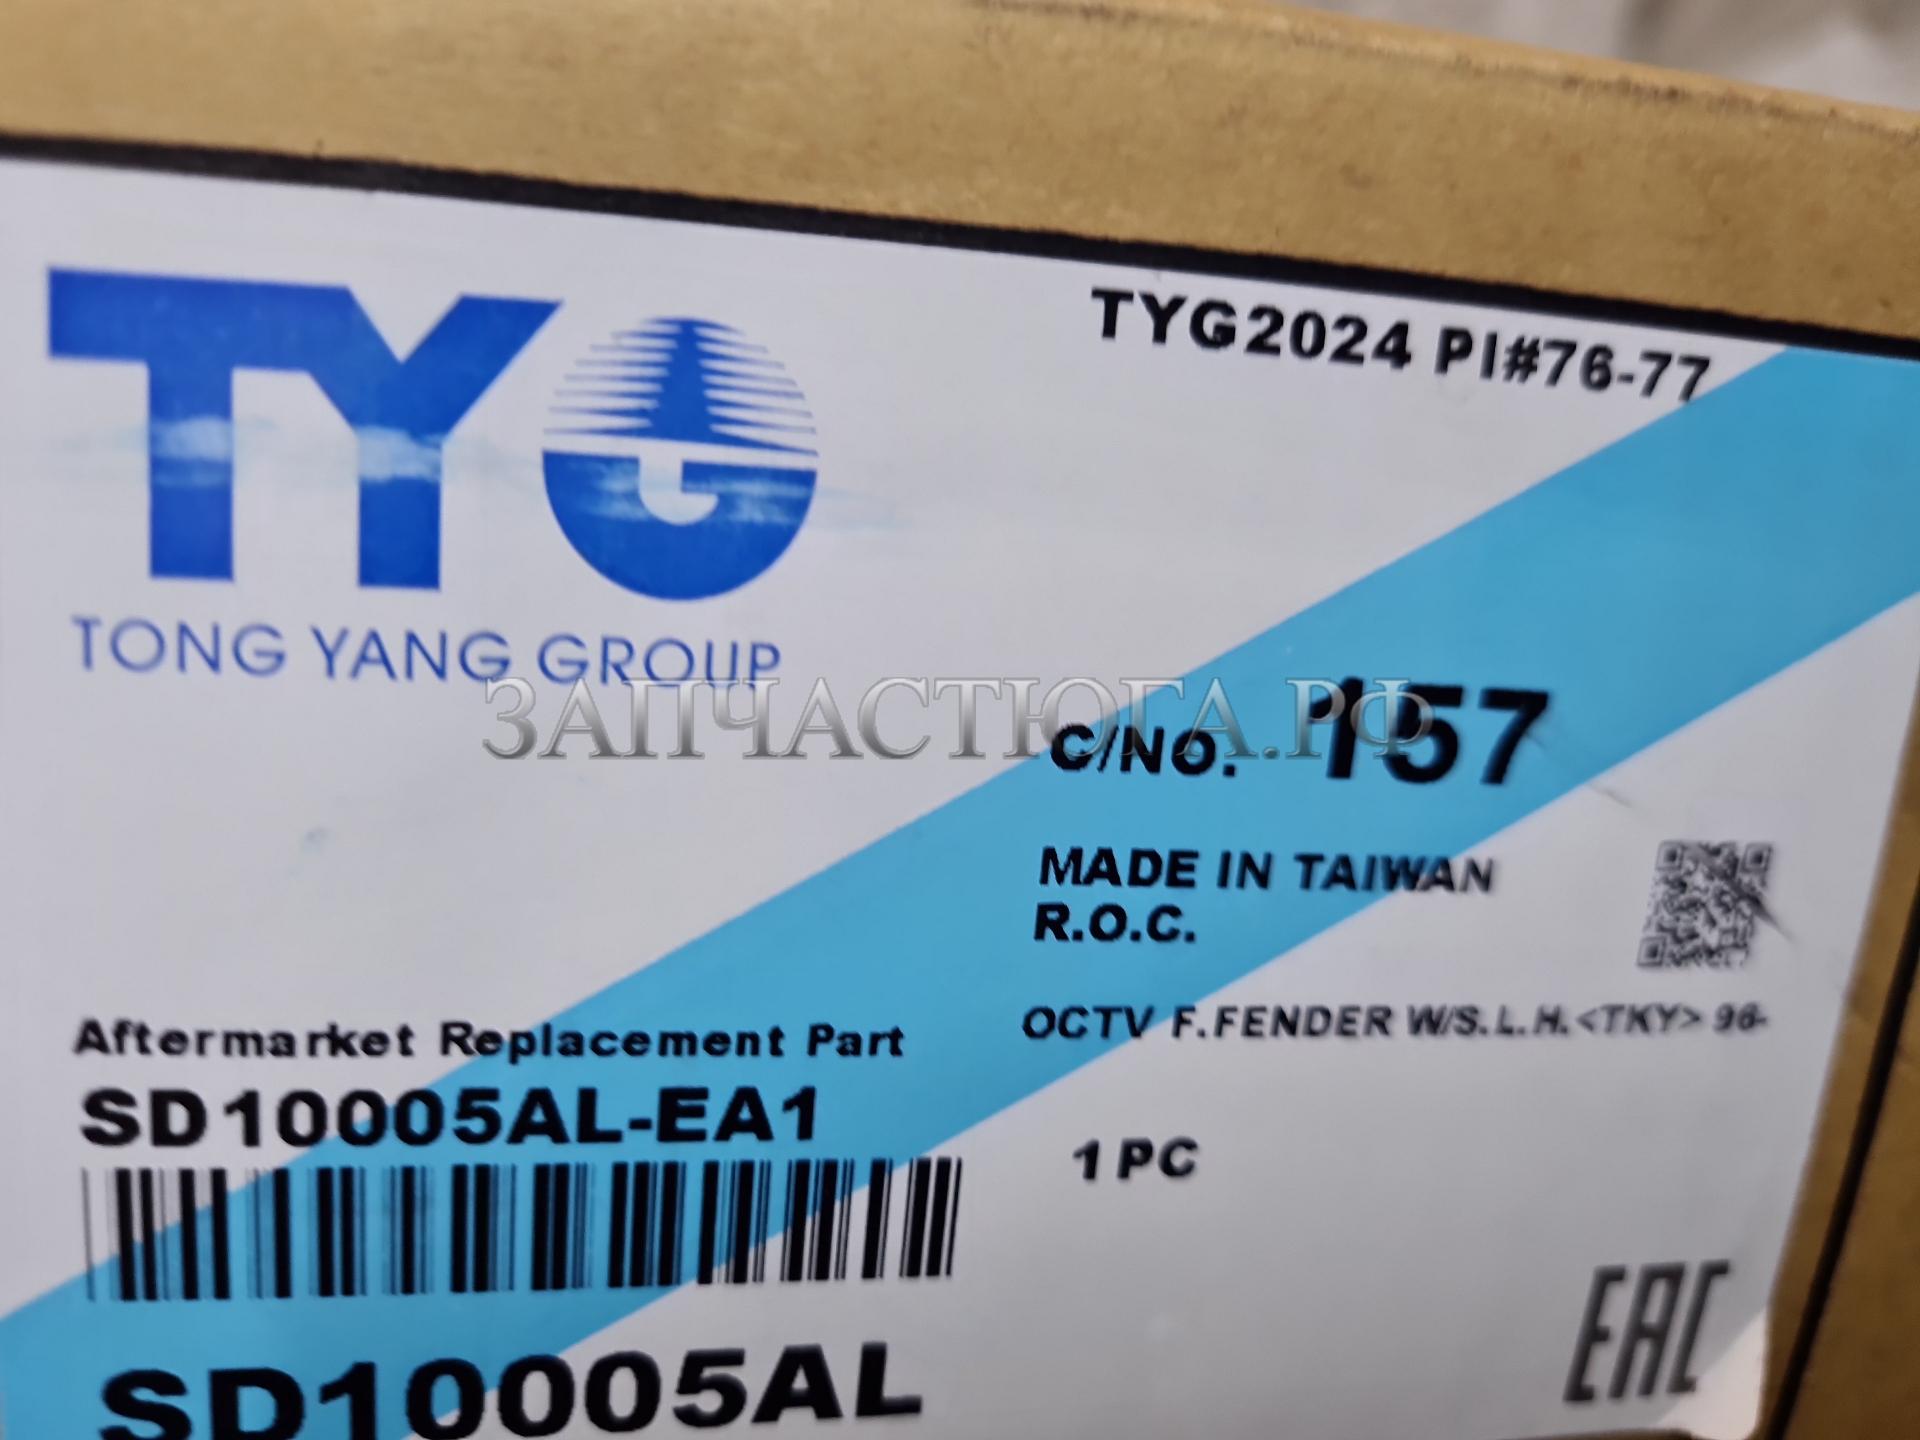 TYG
TYG2024 PI#76-77
TONG YANG GROUP
ЗАПЧАСТЮГА.РФ
C/NO. 157
MADE IN TAIWAN
R.O.C.
Aftermarket Replacement Part
OCTV F.FENDER W/S.L.H.<TKY> 96-
SD10005AL-EA1
1 PC
EAC
SD10005AL